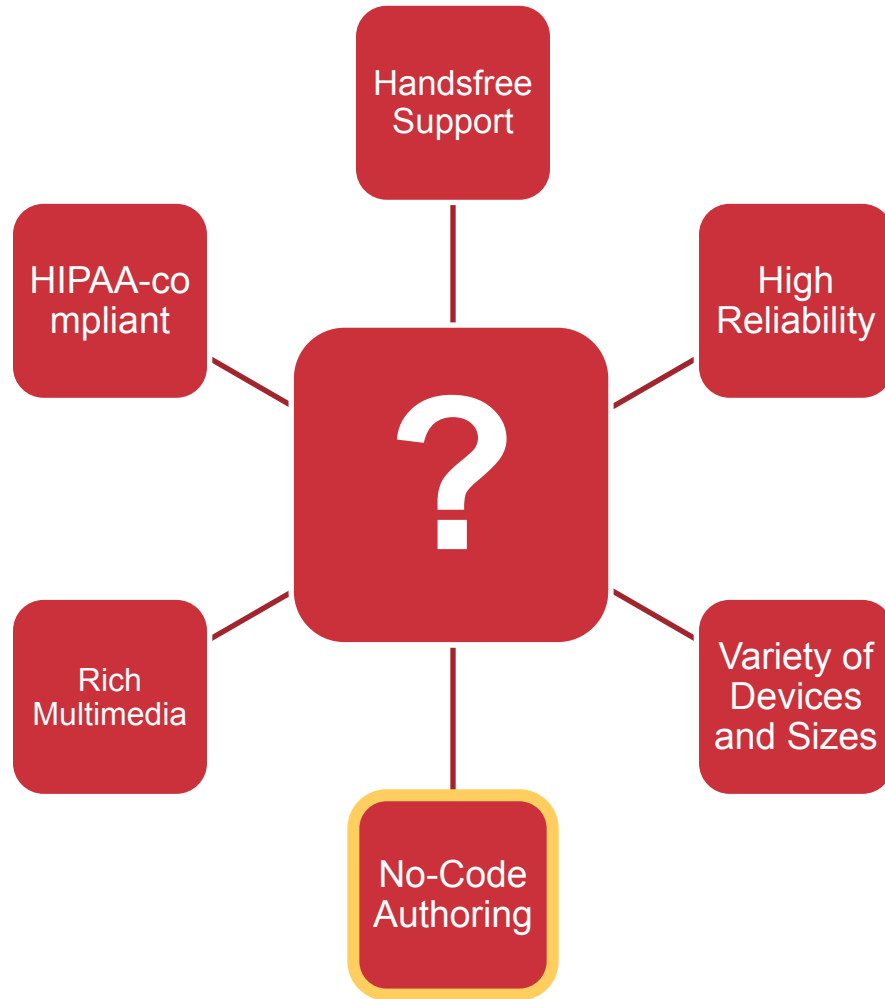 Handsfree
Support
HIPAA-co
mpliant
High
Reliability
?
Rich
Multimedia
Variety of
Devices
and Sizes
No-Code
Authoring